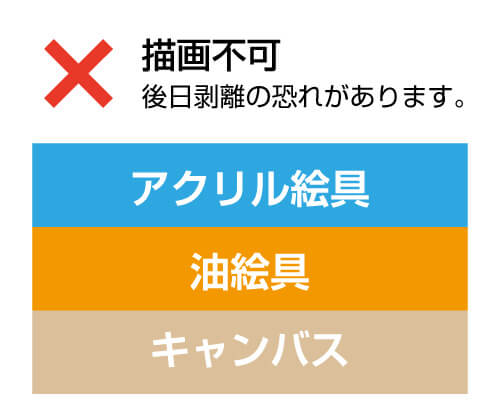 描画不可
後日剥離の恐れがあります。
アクリル絵具
油絵具
キャンバス